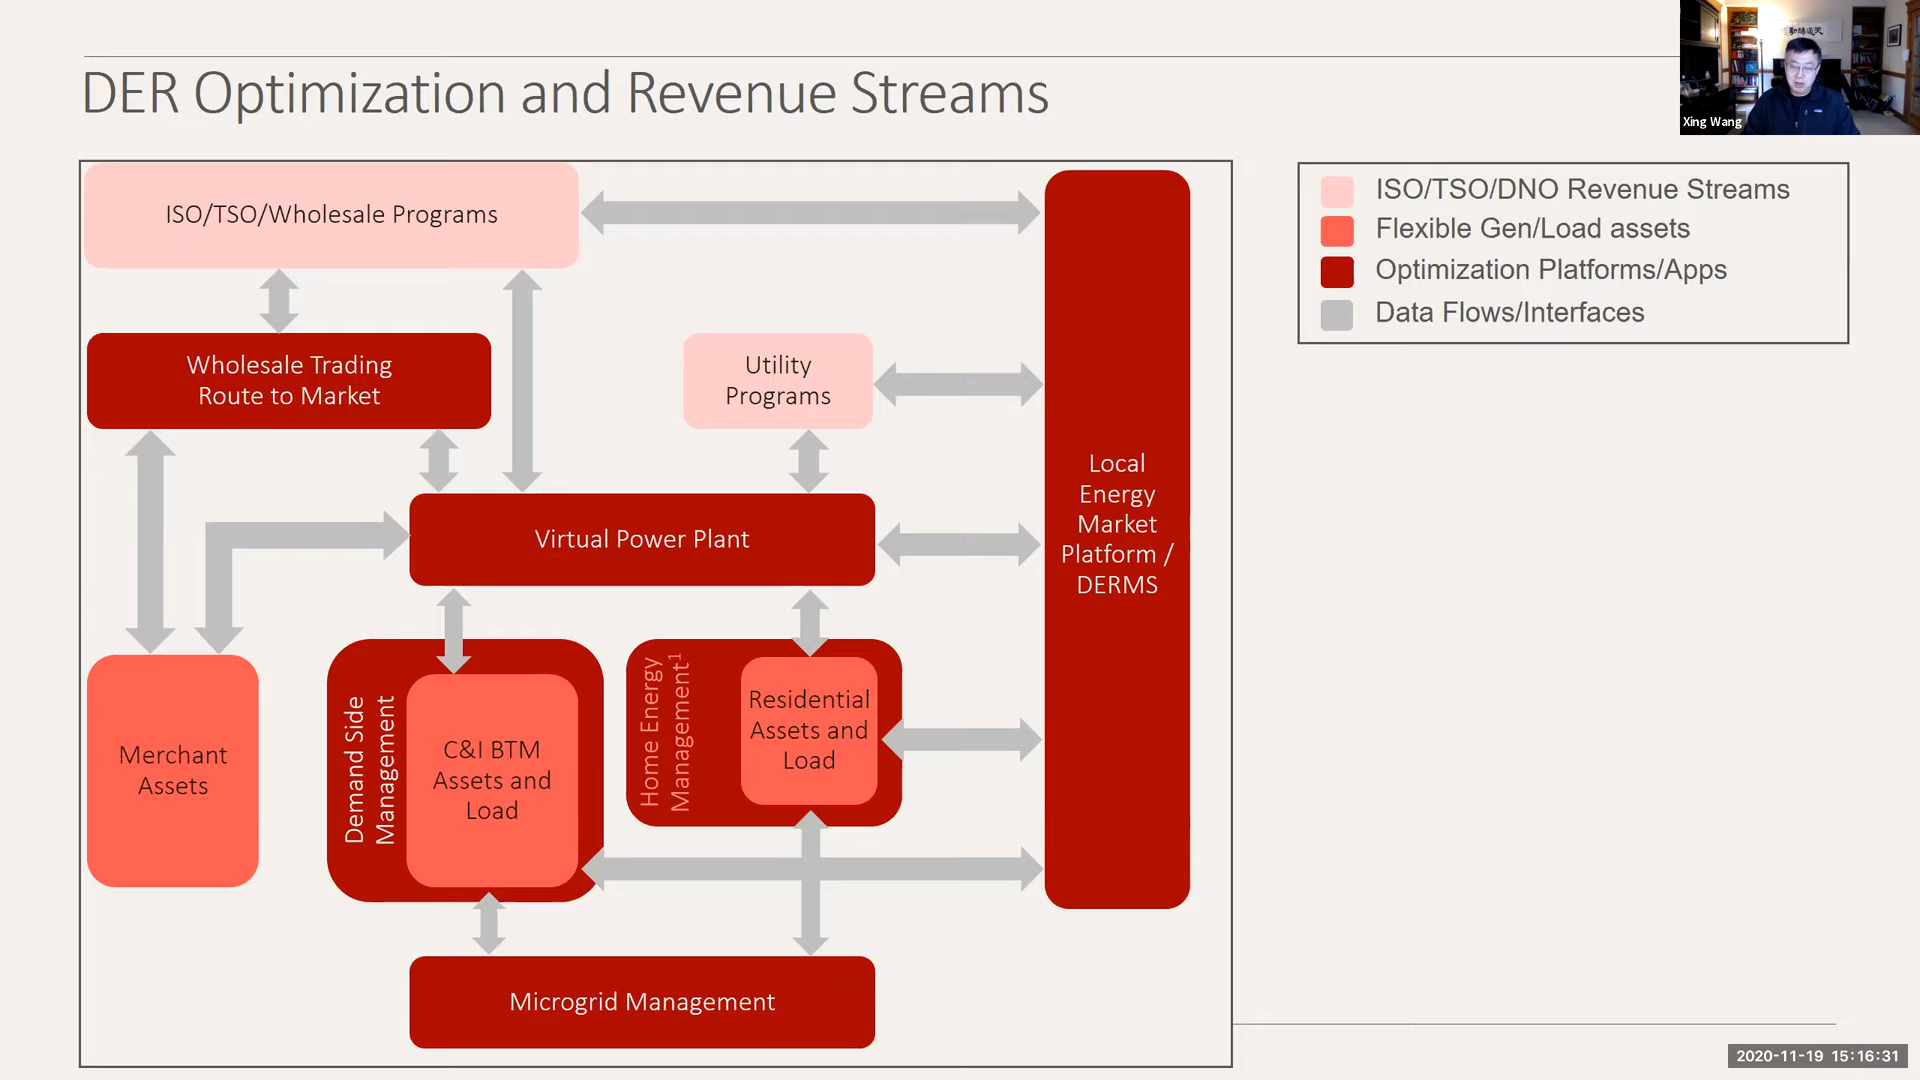 DER Optimization and Revenue Streams
Xing Wang
ISO/TSO/Wholesale Programs
Wholesale Trading
Route to Market
Utility
Programs
Virtual Power Plant
Local
Energy
Market
Platform /
DERMS
Merchant
Assets
Demand Side
Management
C&I BTM
Assets and
Load
Home Energy
Management¹
Residential
Assets and
Load
Microgrid Management
ISO/TSO/DNO Revenue Streams
Flexible Gen/Load assets
Optimization Platforms/Apps
Data Flows/Interfaces
2020-11-19 15:16:31